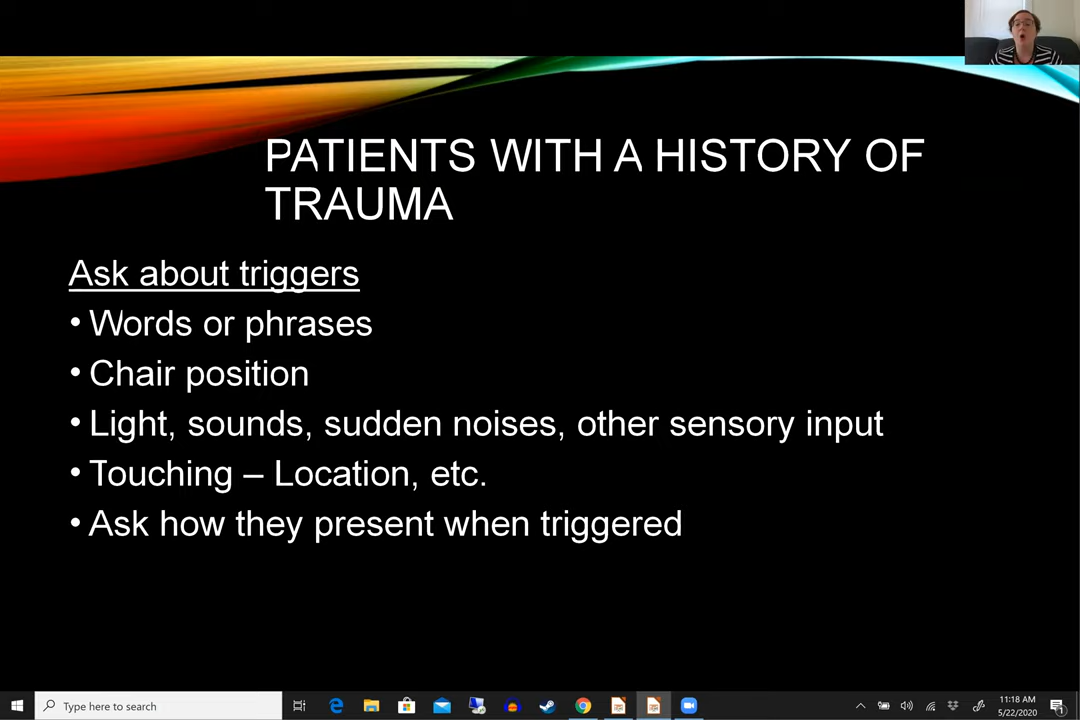 PATIENTS WITH A HISTORY OF
TRAUMA
Ask about triggers
• Words or phrases
• Chair position
• Light, sounds, sudden noises, other sensory input
• Touching – Location, etc.
• Ask how they present when triggered
Type here to search
11:18 AM
5/22/2020
1